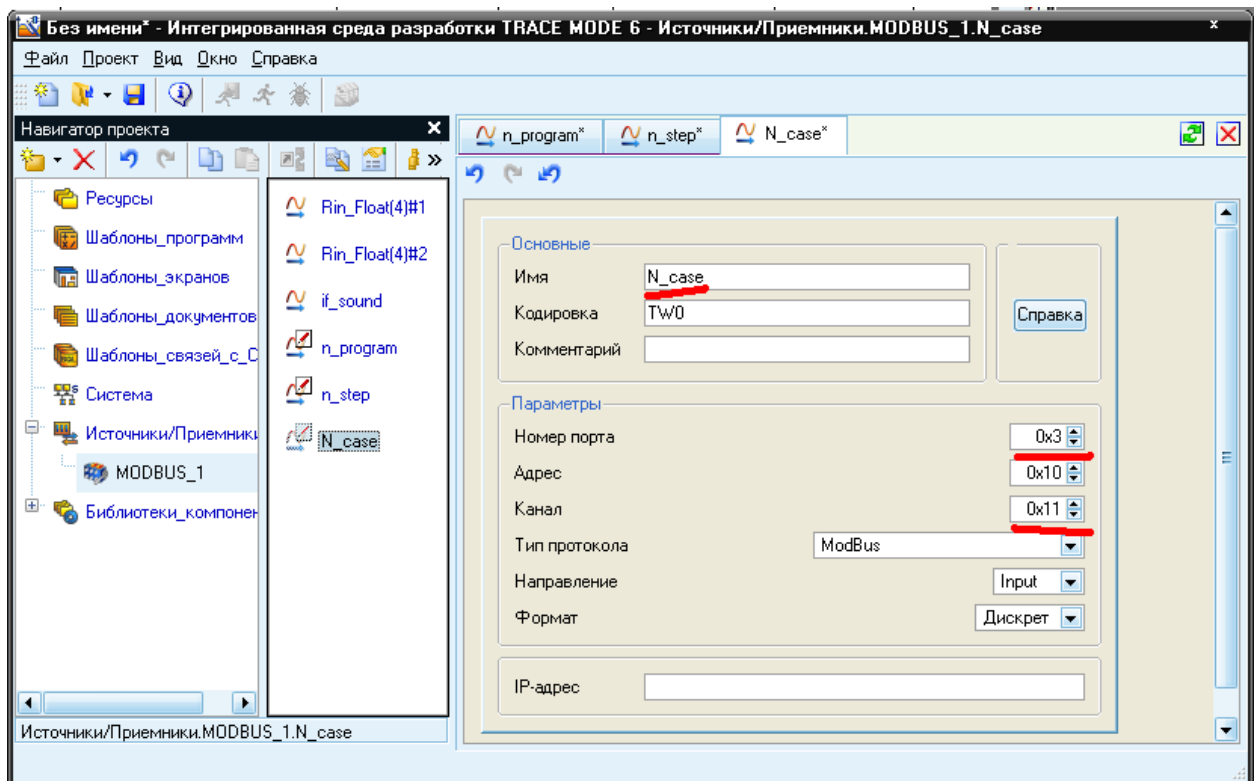 Без имени* - Интегрированная среда разработки TRACE MODE 6 - Источники/Приемники.MODBUS_1.N_case
x
Файл Проект Вид Окно Справка
Навигатор проекта
n_program*
n_step*
N_case*
Ресурсы
Шаблоны_программ
Шаблоны_экранов
Шаблоны_документов
Шаблоны_связей_с_С
Система
Источники/Приемники
MODBUS_1
Библиотеки_компонен
Rin_Float(4)#1
Rin_Float(4)#2
if_sound
n_program
n_step
N_case
Основные
Имя N_case
Кодировка TW0
Комментарий
Справка
Параметры
Номер порта 0x3
Адрес 0x10
Канал 0x11
Тип протокола ModBus
Направление Input
Формат Дискрет
IP-адрес
Источники/Приемники.MODBUS_1.N_case